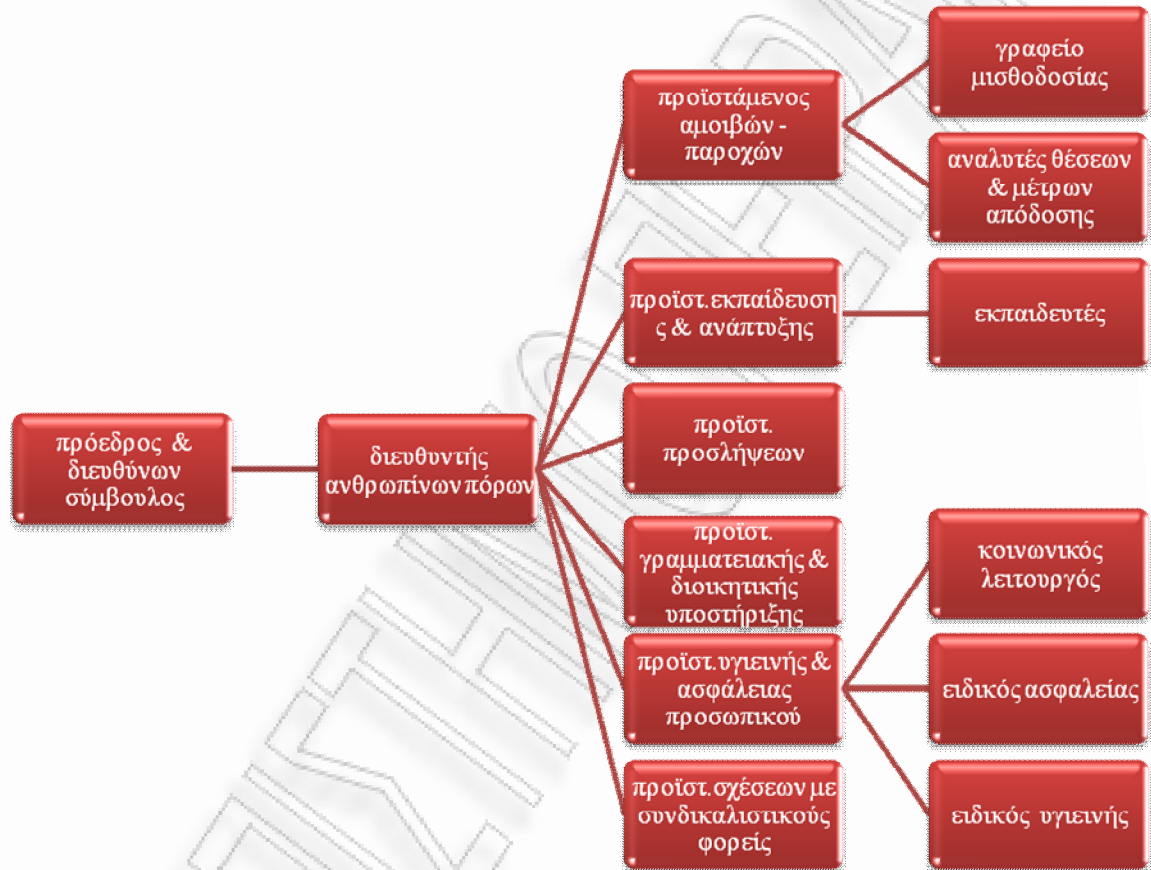 πρόεδρος &
διευθύνων
σύμβουλος
διευθυντής
ανθρωπίνων πόρων
προϊστάμενος
αμοιβών -
παροχών
γραφείο
μισθοδοσίας
αναλυτές θέσεων
& μέτρων
απόδοσης
προϊστ.εκπαίδευση
ς & ανάπτυξης
εκπαιδευτές
προϊστ.
προσλήψεων
προϊστ.
γραμματειακής &
διοικητικής
υποστήριξης
προϊστ.υγιεινής &
ασφάλειας
προσωπικού
κοινωνικός
λειτουργός
ειδικός ασφαλείας
ειδικός υγιεινής
προϊστ.σχέσεων με
συνδικαλιστικούς
φορείς